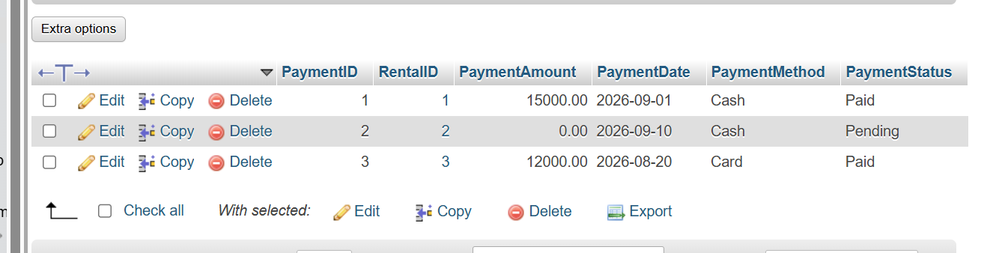 Extra options
PaymentID RentalID PaymentAmount PaymentDate PaymentMethod PaymentStatus
Edit Copy Delete 1 1 15000.00 2026-09-01 Cash Paid
Edit Copy Delete 2 2 0.00 2026-09-10 Cash Pending
Edit Copy Delete 3 3 12000.00 2026-08-20 Card Paid
Check all With selected: Edit Copy Delete Export